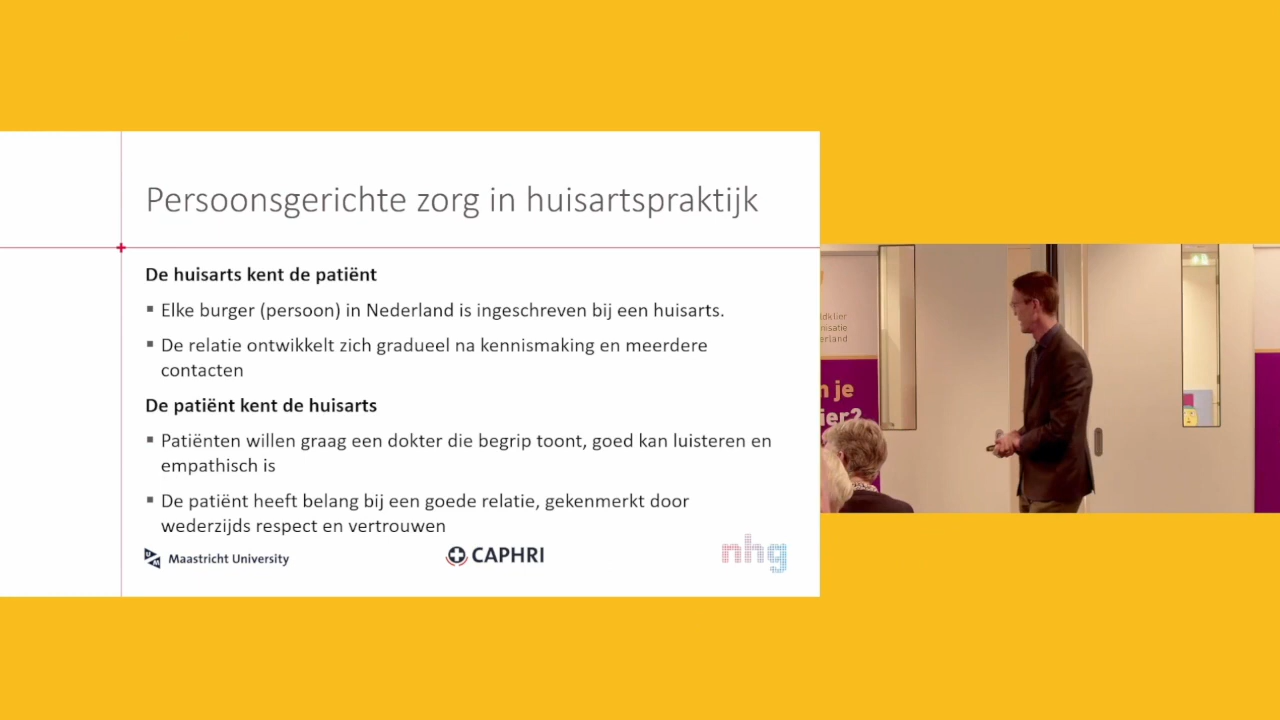 Persoonsgerichte zorg in huisartspraktijk
De huisarts kent de patiënt
▪ Elke burger (persoon) in Nederland is ingeschreven bij een huisarts.
▪ De relatie ontwikkelt zich gradueel na kennismaking en meerdere
contacten
De patiënt kent de huisarts
▪ Patiënten willen graag een dokter die begrip toont, goed kan luisteren en
empathisch is
▪ De patiënt heeft belang bij een goede relatie, gekenmerkt door
wederzijds respect en vertrouwen
Maastricht University
CAPHRI
nhg
je